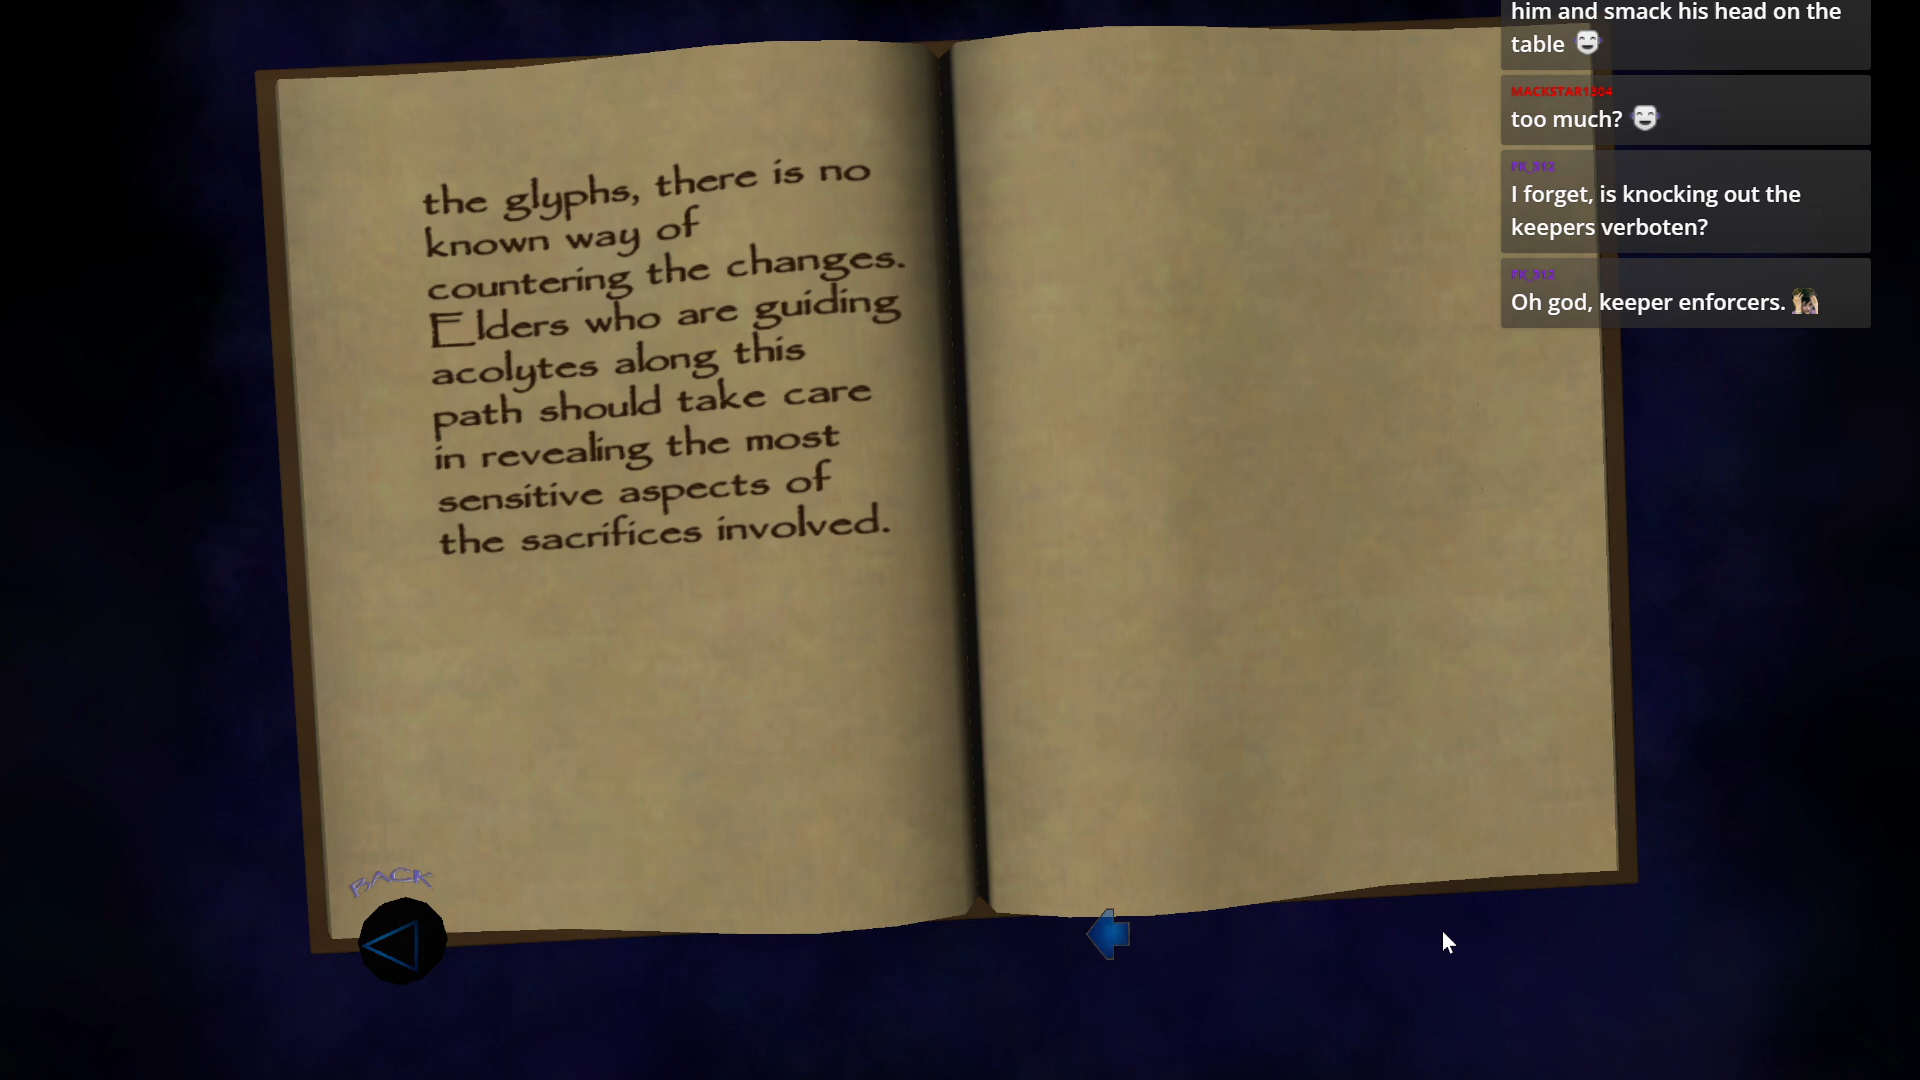 the glyphs, there is no
known way of
countering the changes.
Elders who are guiding
acolytes along this
path should take care
in revealing the most
sensitive aspects of
the sacrifices involved.
BACK
him and smack his head on the
table
MACKSTAR1304
too much?
I forget, is knocking out the
keepers verboten?
Oh god, keeper enforcers.